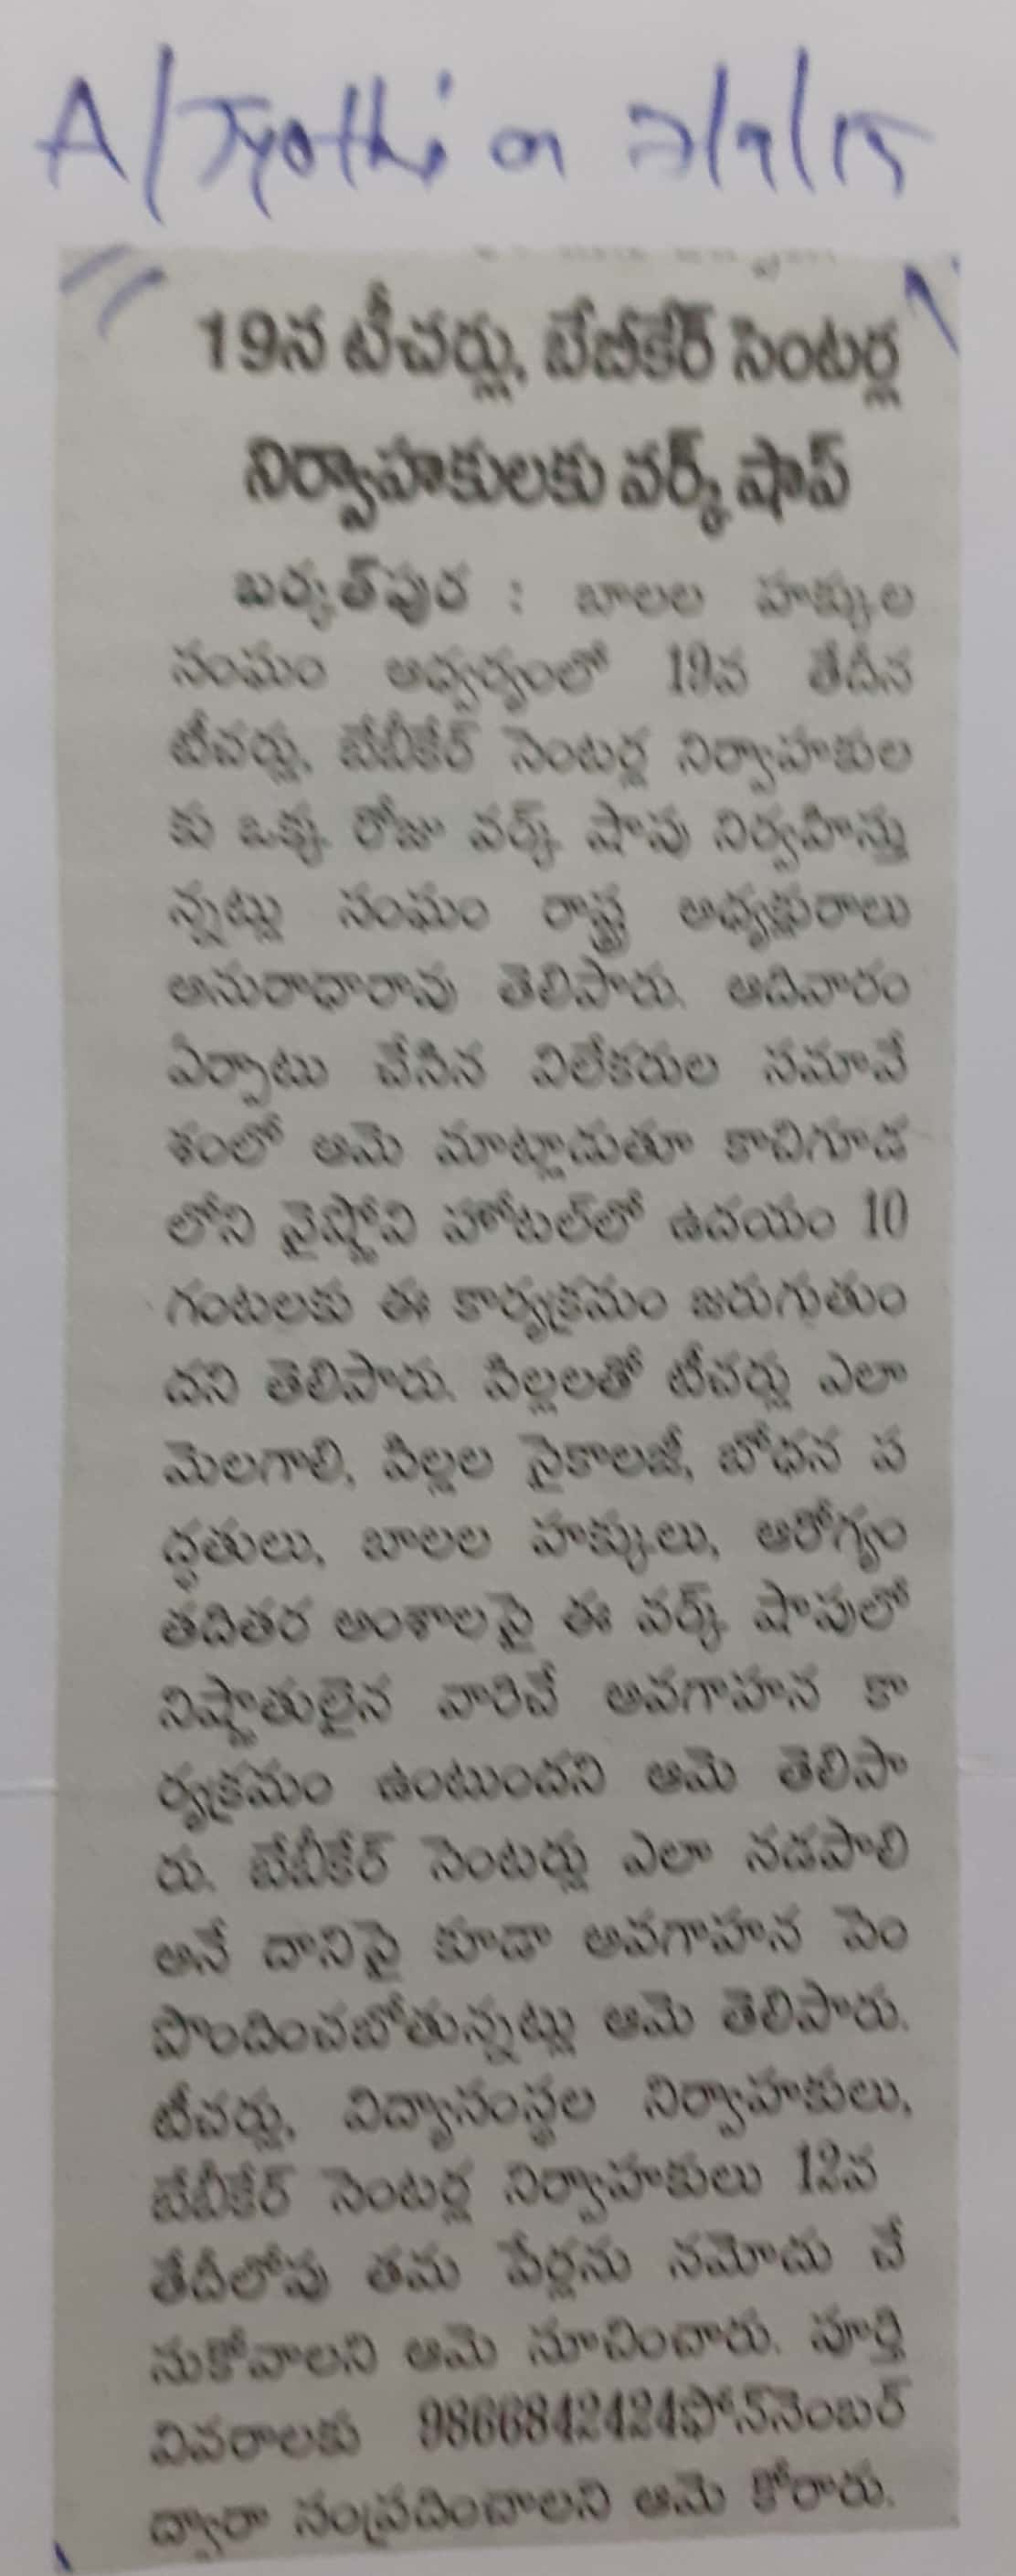 A/Jyothi on 7/9/15
19న టీచర్లు, బేబీకేర్ సెంటర్ల
నిర్వాహకులకు వర్క్ షాప్
బర్కత్‌పుర : బాలల హక్కుల
సంఘం ఆధ్వర్యంలో 19వ తేదీన
టీచర్లు, బేబీకేర్ సెంటర్ల నిర్వాహకుల
కు ఒక్క రోజు వర్క్ షాపు నిర్వహిస్తు
న్నట్లు సంఘం రాష్ట్ర అధ్యక్షురాలు
అనురాధారావు తెలిపారు. ఆదివారం
ఏర్పాటు చేసిన విలేకరుల సమావే
శంలో ఆమె మాట్లాడుతూ కాచిగూడ
లోని హోటల్‌లో ఉదయం 10
గంటలకు ఈ కార్యక్రమం జరుగుతుం
దని తెలిపారు. పిల్లలతో టీచర్లు ఎలా
మెలగాలి, పిల్లల సైకాలజీ, బోధన ప
ద్ధతులు, బాలల హక్కులు, ఆరోగ్యం
తదితర అంశాలపై ఈ వర్క్ షాపులో
నిష్ణాతులైన వారిచే అవగాహన కా
ర్యక్రమం ఉంటుందని ఆమె తెలిపా
రు. బేబీకేర్ సెంటర్లు ఎలా నడపాలి
అనే దానిపై కూడా అవగాహన పెం
పొందించబోతున్నట్లు ఆమె తెలిపారు.
టీచర్లు, విద్యాసంస్థల నిర్వాహకులు,
బేబీకేర్ సెంటర్ల నిర్వాహకులు 12వ
తేదీలోపు తమ పేర్లను నమోదు చే
సుకోవాలని ఆమె సూచించారు. పూర్తి
వివరాలకు 9866842424ఫోన్‌నెంబర్
ద్వారా సంప్రదించాలని ఆమె కోరారు.